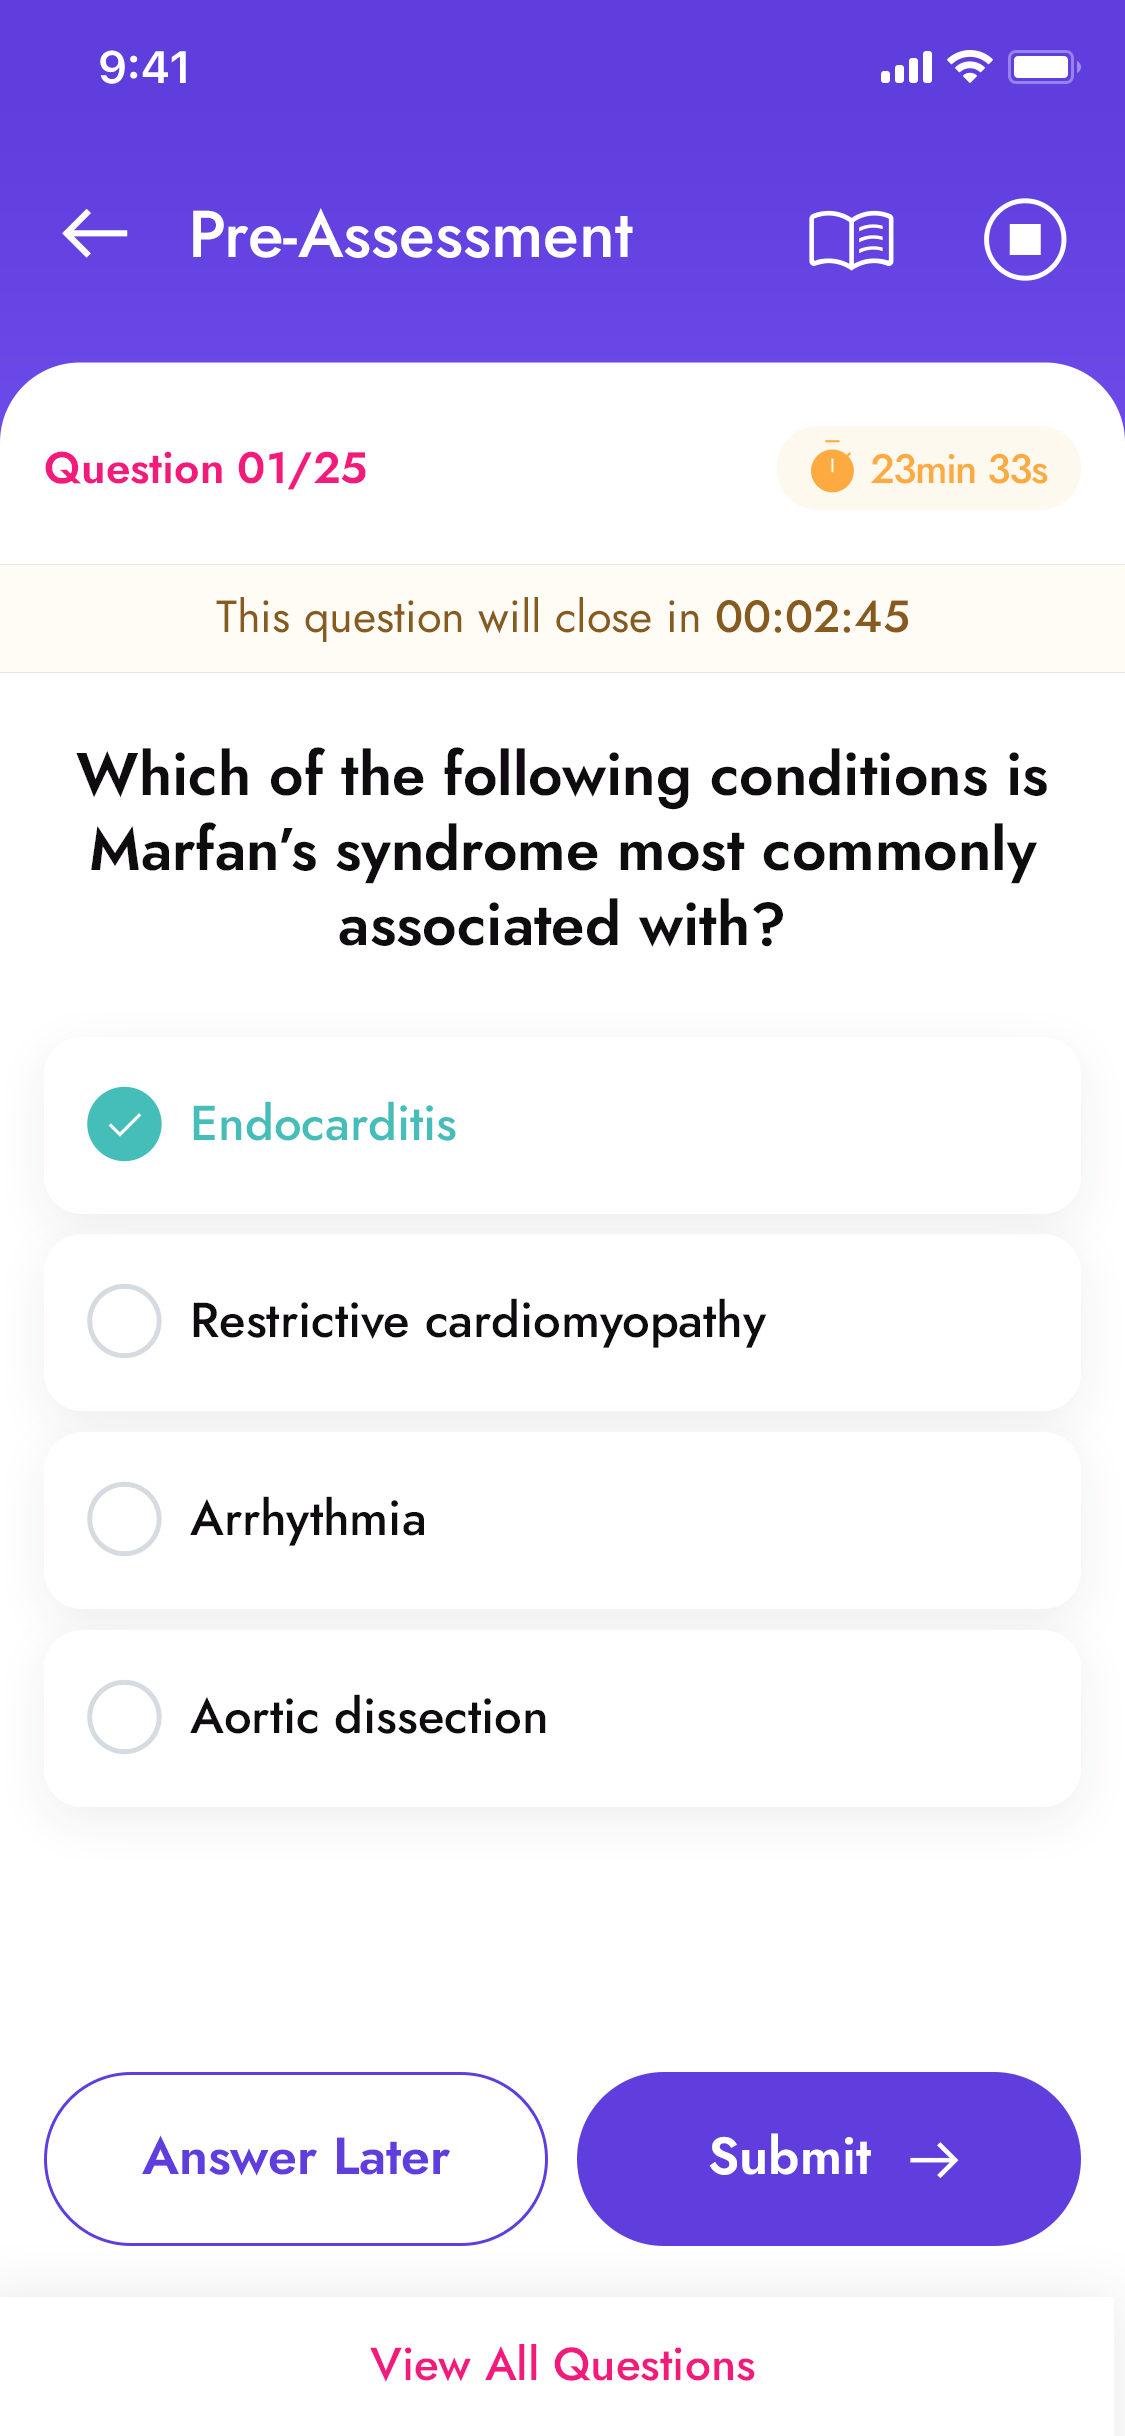 9:41
Pre-Assessment
Question 01/25
23min 33s
This question will close in 00:02:45
Which of the following conditions is
Marfan's syndrome most commonly
associated with?
Endocarditis
Restrictive cardiomyopathy
Arrhythmia
Aortic dissection
Answer Later
Submit →
View All Questions